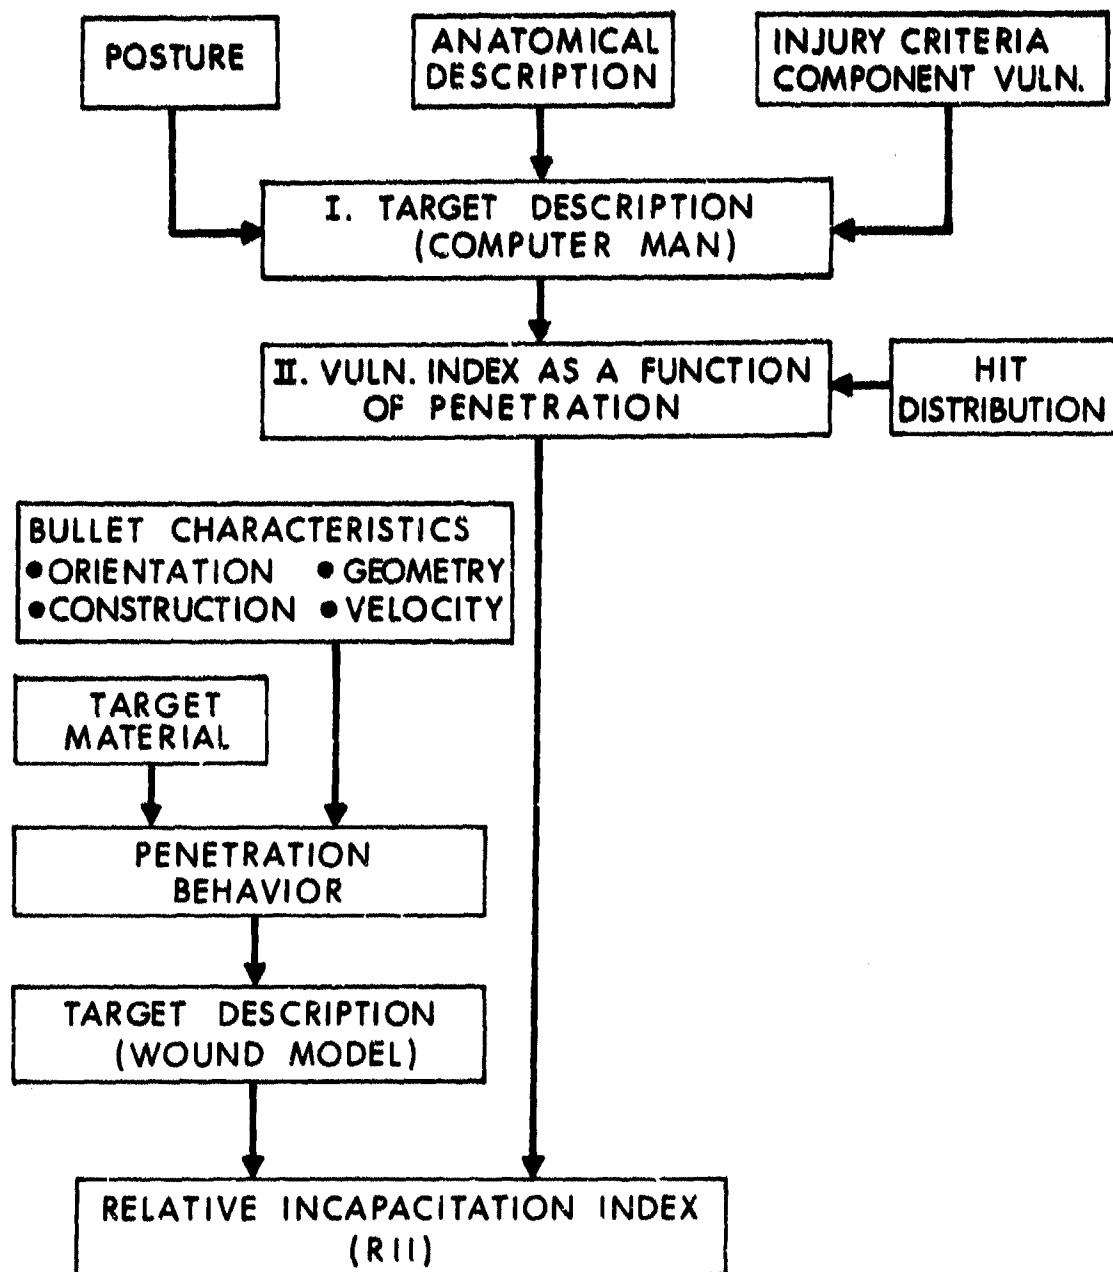 POSTURE
ANATOMICAL
DESCRIPTION
INJURY CRITERIA
COMPONENT VULN.
I. TARGET DESCRIPTION
(COMPUTER MAN)
II. VULN. INDEX AS A FUNCTION
OF PENETRATION
HIT
DISTRIBUTION
BULLET CHARACTERISTICS
●ORIENTATION ●GEOMETRY
●CONSTRUCTION ●VELOCITY
TARGET
MATERIAL
PENETRATION
BEHAVIOR
TARGET DESCRIPTION
(WOUND MODEL)
RELATIVE INCAPACITATION INDEX
(RII)